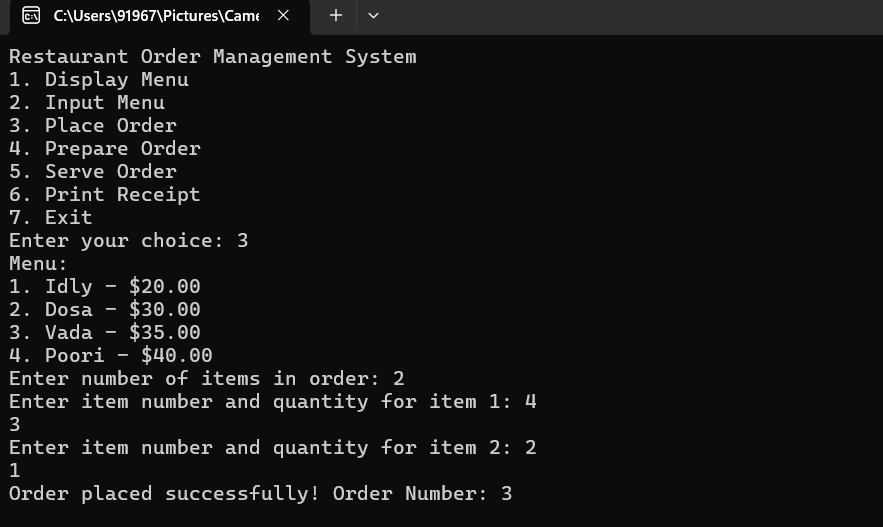 C:\Users\91967\Pictures\Came
Restaurant Order Management System
1. Display Menu
2. Input Menu
3. Place Order
4. Prepare Order
5. Serve Order
6. Print Receipt
7. Exit
Enter your choice: 3
Menu:
1. Idly - $20.00
2. Dosa - $30.00
3. Vada - $35.00
4. Poori - $40.00
Enter number of items in order: 2
Enter item number and quantity for item 1: 4
3
Enter item number and quantity for item 2: 2
1
Order placed successfully! Order Number: 3